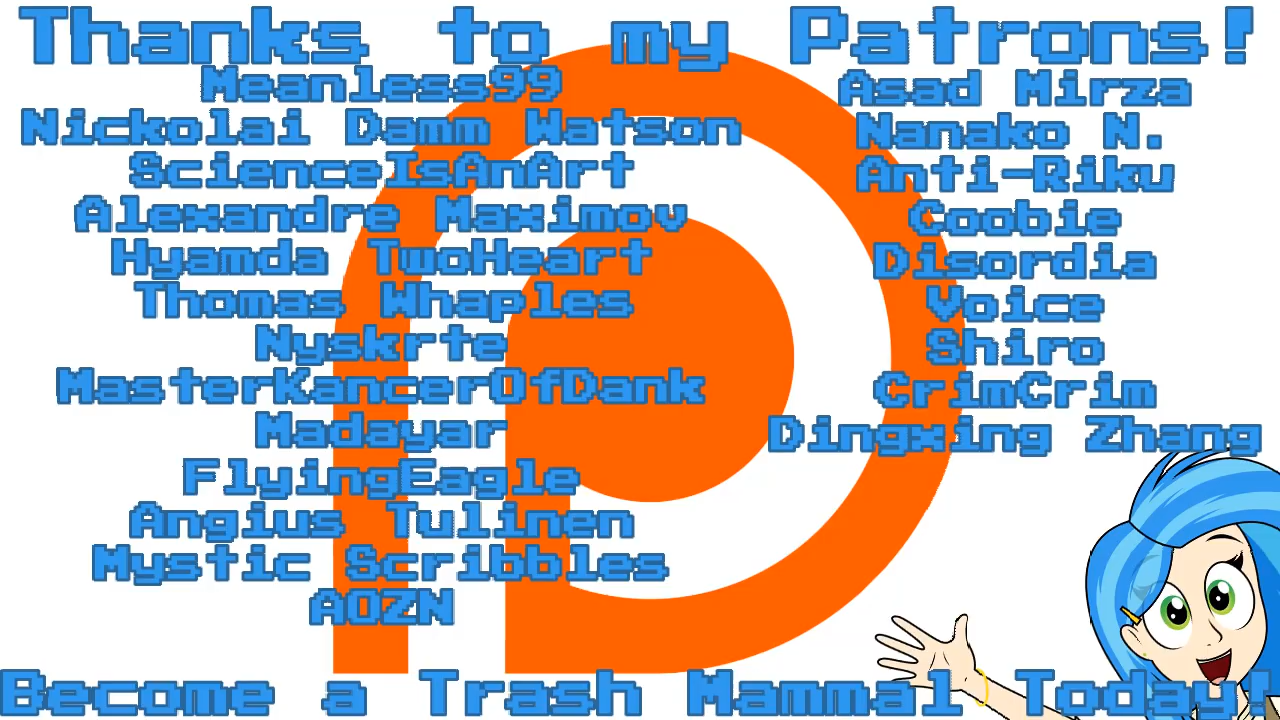 Thanks to my Patrons!
Meanless99
Nickolai Damm Watson
ScienceIsAnArt
Alexandre Maximov
Hyamda TwoHeart
Thomas Whaples
Nyskrte
MasterKancerOfDank
Madayar
FlyingEagle
Angius Tulinen
Mystic Scribbles
AOZN
Asad Mirza
Nanako N.
Anti-Riku
Coobie
Disordia
Voice
Shiro
CrimCrim
Dingxing Zhang
Become a Trash Mammal Today!